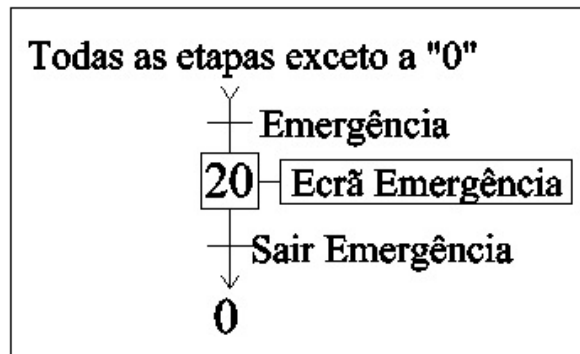 Todas as etapas exceto a "0"
Emergência
20 Ecrã Emergência
Sair Emergência
0